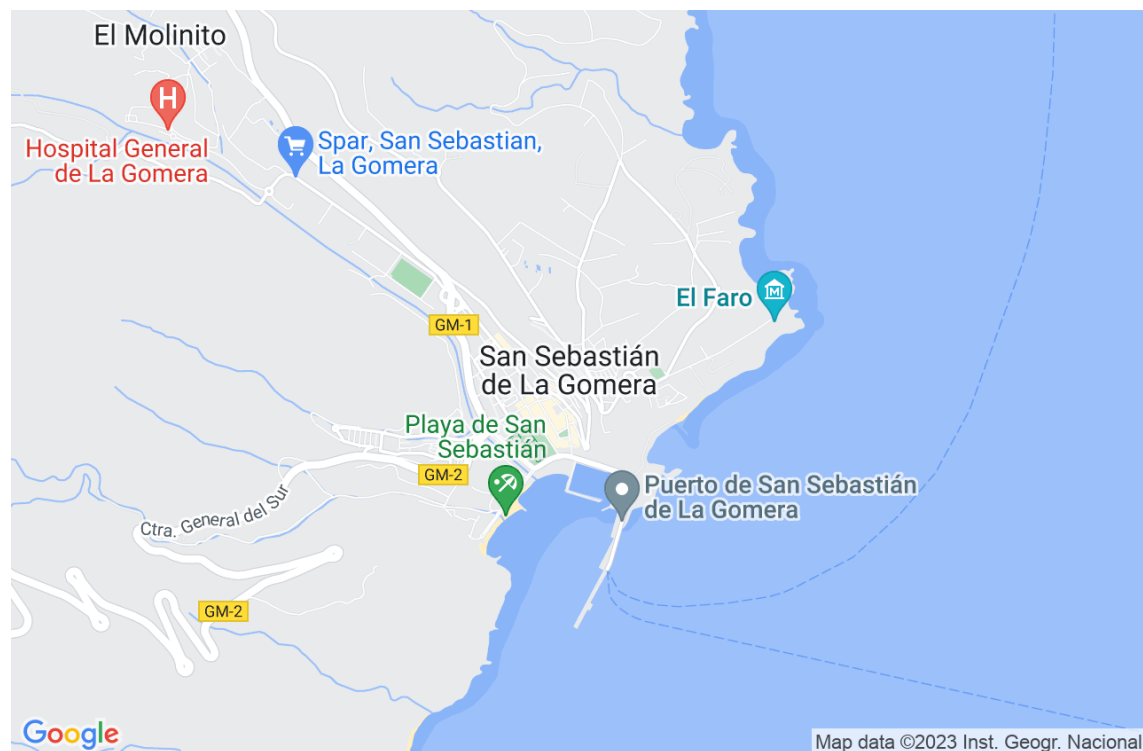 El Molinito
Hospital General
de La Gomera
Spar, San Sebastian,
La Gomera
El Faro
GM-1
San Sebastián
de La Gomera
Playa de San
Sebastián
GM-2
Puerto de San Sebastián
de La Gomera
Ctra. General del Sur
GM-2
Google
Map data ©2023 Inst. Geogr. Nacional